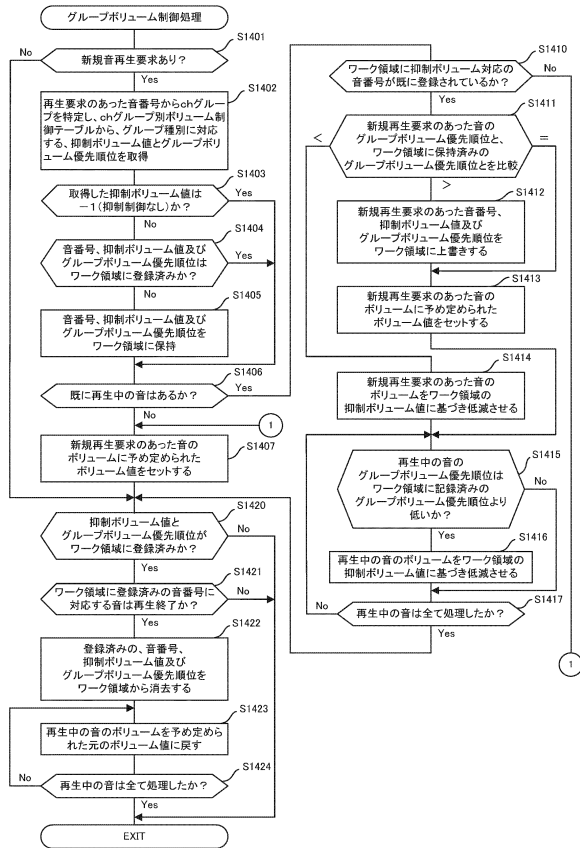 グループボリューム制御処理
S1401
No
新規音再生要求あり？
Yes
S1402
再生要求のあった音番号からchグループ
を特定し、chグループ別ボリューム制
御テーブルから、グループ種別に対応
する、抑制ボリューム値とグループボリ
ューム優先順位を取得
S1403
取得した抑制ボリューム値は
－1（抑制制御なし）か？
Yes
No
S1404
音番号、抑制ボリューム値及び
グループボリューム優先順位は
ワーク領域に登録済みか？
Yes
No
S1405
音番号、抑制ボリューム値及び
グループボリューム優先順位を
ワーク領域に保持
S1406
既に再生中の音はあるか？
Yes
No
1
S1407
新規再生要求のあった音の
ボリュームに予め定められた
ボリューム値をセットする
S1420
抑制ボリューム値と
グループボリューム優先順位が
ワーク領域に登録済みか？
No
Yes
S1421
ワーク領域に登録済みの音番号に
対応する音は再生終了か？
No
Yes
S1422
登録済みの、音番号、
抑制ボリューム値及び
グループボリューム優先順位を
ワーク領域から消去する
S1423
再生中の音のボリュームを予め定めら
れた元のボリューム値に戻す
S1424
No
再生中の音は全て処理したか？
Yes
EXIT
S1410
ワーク領域に抑制ボリューム対応の
音番号が既に登録されているか？
No
Yes
S1411
新規再生要求のあった音の
グループボリューム優先順位と、
ワーク領域に保持済みの
グループボリューム優先順位とを比較
＜
＝
＞
S1412
新規再生要求のあった音番号、
抑制ボリューム値及び
グループボリューム優先順位を
ワーク領域に上書きする
S1413
新規再生要求のあった音の
ボリュームに予め定められた
ボリューム値をセットする
S1414
新規再生要求のあった音の
ボリュームをワーク領域の
抑制ボリューム値に基づき低減させる
S1415
再生中の音の
グループボリューム優先順位は
ワーク領域に記録済みの
グループボリューム優先順位より
低いか？
No
Yes
S1416
再生中の音のボリュームをワーク領域の
抑制ボリューム値に基づき低減させる
S1417
No
再生中の音は全て処理したか？
Yes
1